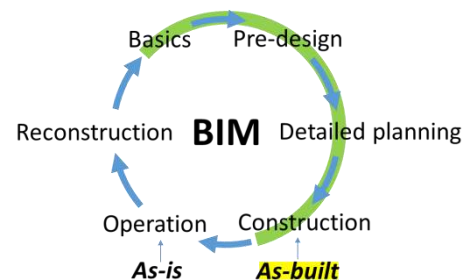 Basics Pre-design
Reconstruction BIM Detailed planning
Operation Construction
As-is As-built